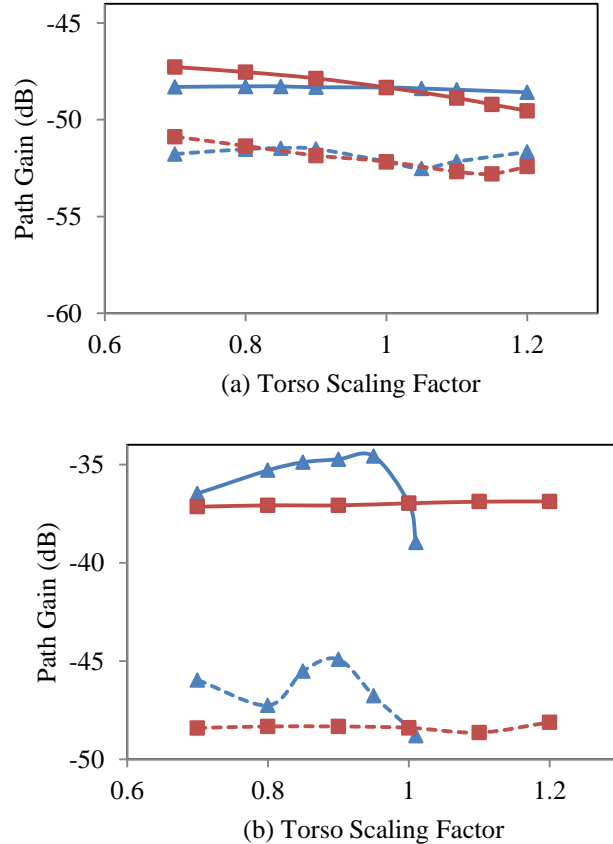 -45
-50
-55
-60
Path Gain (dB)
0.6 0.8 1 1.2
(a) Torso Scaling Factor
-35
-40
-45
-50
Path Gain (dB)
0.6 0.8 1 1.2
(b) Torso Scaling Factor